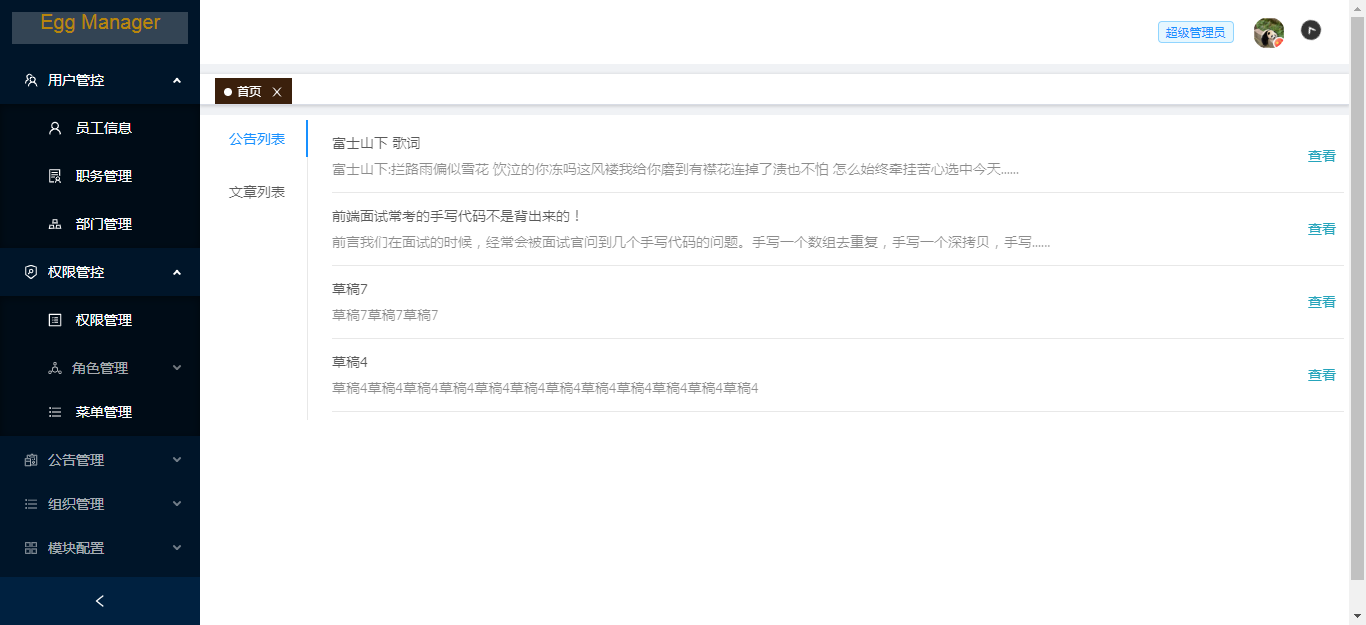 Egg Manager
超级管理员
用户管控
员工信息
职务管理
部门管理
权限管控
权限管理
角色管理
菜单管理
公告管理
组织管理
模块配置
首页
公告列表
文章列表
富士山下 歌词
富士山下:拦路雨偏似雪花 饮泣的你冻吗这风褛我给你磨到有襟花连掉了渍也不怕 怎么始终牵挂苦心选中今天......
查看
前端面试常考的手写代码不是背出来的！
前言我们在面试的时候，经常会被面试官问到几个手写代码的问题。手写一个数组去重复，手写一个深拷贝，手写......
查看
草稿7
草稿7草稿7草稿7
查看
草稿4
草稿4草稿4草稿4草稿4草稿4草稿4草稿4草稿4草稿4草稿4草稿4草稿4
查看